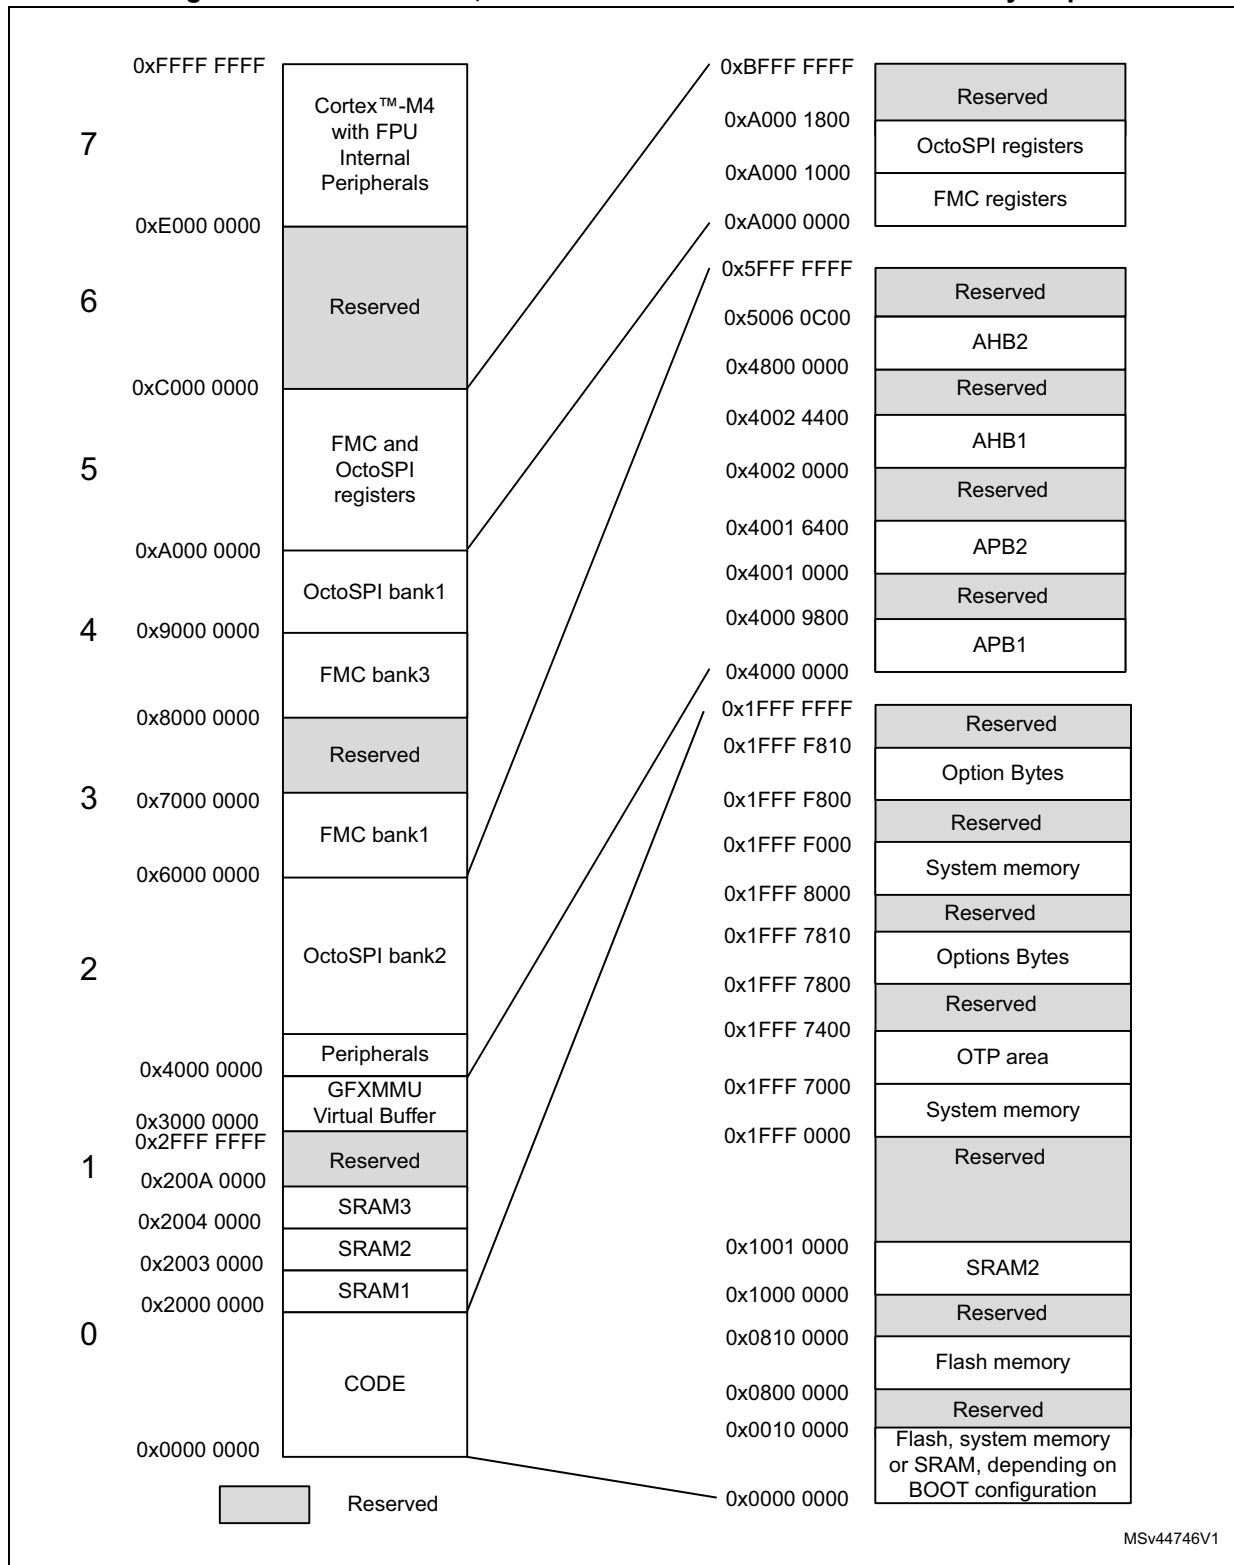 0xFFFF FFFF
Cortex™-M4
with FPU
Internal
Peripherals
7
0xE000 0000
Reserved
6
0xC000 0000
FMC and
OctoSPI
registers
5
0xA000 0000
OctoSPI bank1
4
0x9000 0000
FMC bank3
0x8000 0000
Reserved
3
0x7000 0000
FMC bank1
0x6000 0000
OctoSPI bank2
2
Peripherals
0x4000 0000
GFXMMU
Virtual Buffer
0x3000 0000
0x2FFF FFFF
Reserved
1
0x200A 0000
SRAM3
0x2004 0000
SRAM2
0x2003 0000
SRAM1
0x2000 0000
0
CODE
0x0000 0000
Reserved
0xBFFF FFFF
Reserved
0xA000 1800
OctoSPI registers
0xA000 1000
FMC registers
0xA000 0000
0x5FFF FFFF
Reserved
0x5006 0C00
AHB2
0x4800 0000
Reserved
0x4002 4400
AHB1
0x4002 0000
Reserved
0x4001 6400
APB2
0x4001 0000
Reserved
0x4000 9800
APB1
0x4000 0000
0x1FFF FFFF
Reserved
0x1FFF F810
Option Bytes
0x1FFF F800
Reserved
0x1FFF F000
System memory
0x1FFF 8000
Reserved
0x1FFF 7810
Options Bytes
0x1FFF 7800
Reserved
0x1FFF 7400
OTP area
0x1FFF 7000
System memory
0x1FFF 0000
Reserved
0x1001 0000
SRAM2
0x1000 0000
Reserved
0x0810 0000
Flash memory
0x0800 0000
Reserved
0x0010 0000
Flash, system memory
or SRAM, depending on
BOOT configuration
0x0000 0000
MSv44746V1